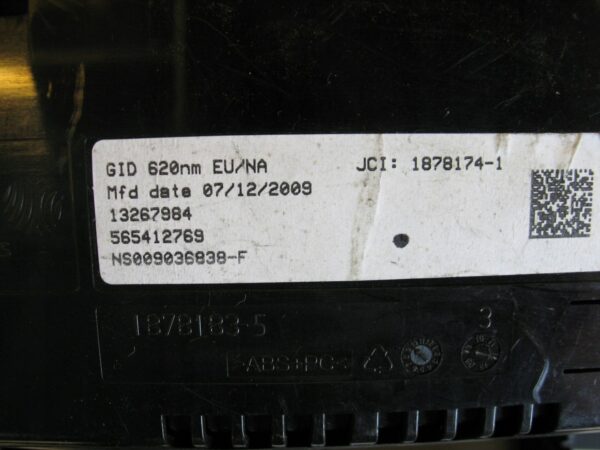 GID 620nm EU/NA JCI: 1878174-1
Mfd date 07/12/2009
13267984
565412769
NS009036838-F
1878183-5 3
>ABS+PC<